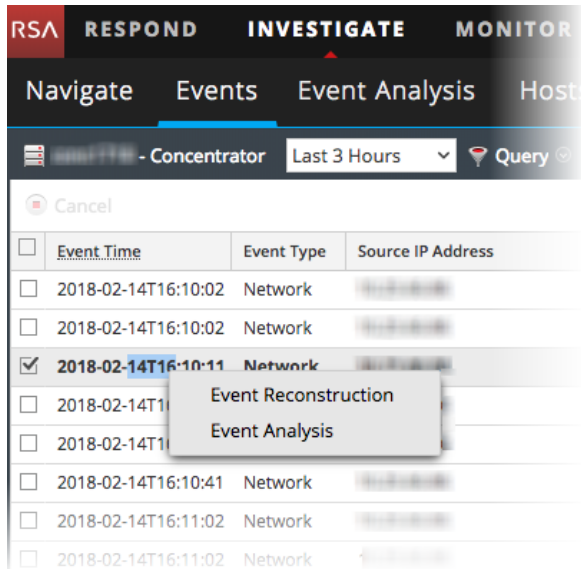 RSA RESPOND INVESTIGATE MONITOR
Navigate Events Event Analysis Hosts
- Concentrator Last 3 Hours Query
Cancel
Event Time Event Type Source IP Address
2018-02-14T16:10:02 Network
2018-02-14T16:10:02 Network
2018-02-14T16:10:11 Network
2018-02-14T1 Event Reconstruction
2018-02-14T1 Event Analysis
2018-02-14T16:10:41 Network
2018-02-14T16:11:02 Network
2018-02-14T16:11:02 Network